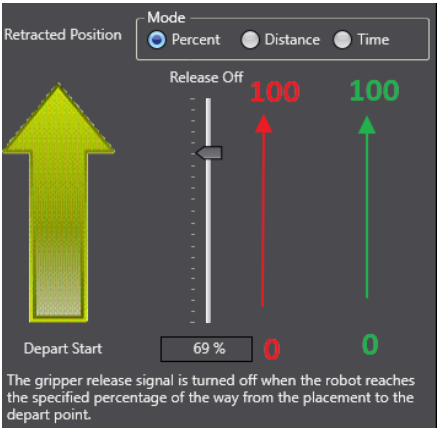 Mode
Retracted Position
Percent Distance Time
Release Off
100 100
Depart Start
69 %
0 0
The gripper release signal is turned off when the robot reaches
the specified percentage of the way from the placement to the
depart point.